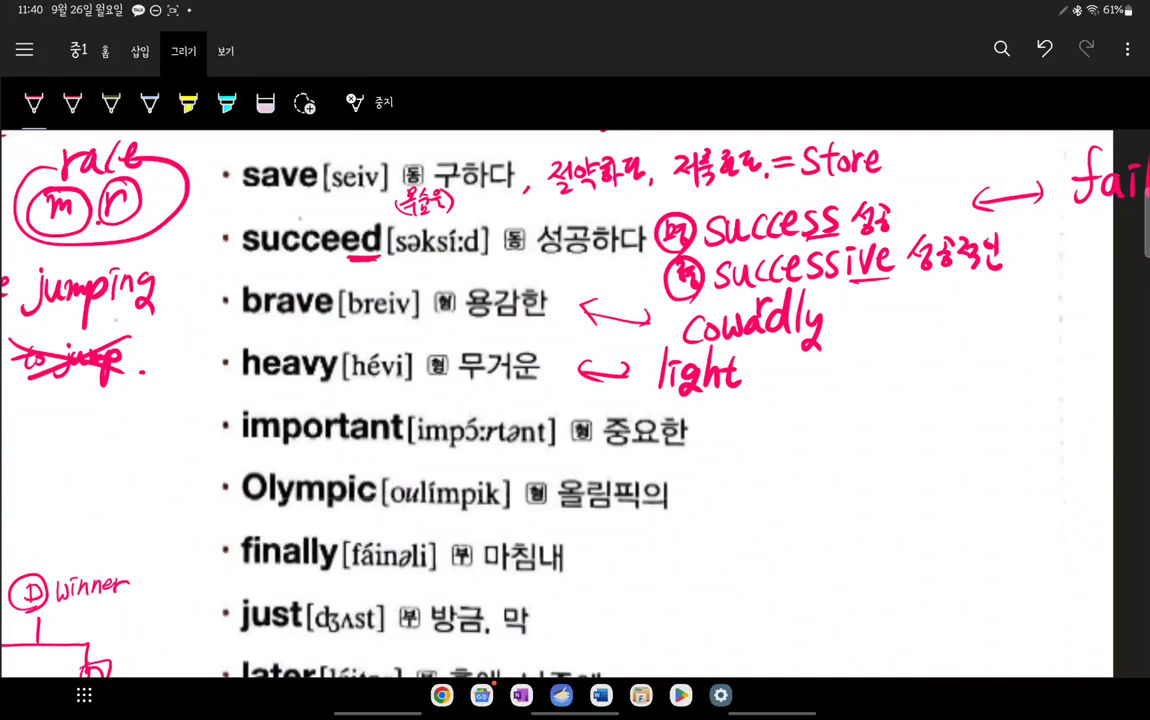 11:40 9월 26일 월요일 61%
중1 홈 삽입 그리기 보기
중지
race
m r
jumping
to jump.
D winner
• save[seiv] 동 구하다, 절약하다, 저축하다. = Store
(목숨을)
• succeed[səksíːd] 동 성공하다 명 success 성공 ↔ fail
형 successive 성공적인
• brave[breiv] 형 용감한 ↔ cowardly
• heavy[hévi] 형 무거운 ↔ light
• important[impɔ́ːrtənt] 형 중요한
• Olympic[oulímpik] 형 올림픽의
• finally[fáinəli] 부 마침내
• just[dʒʌst] 부 방금, 막